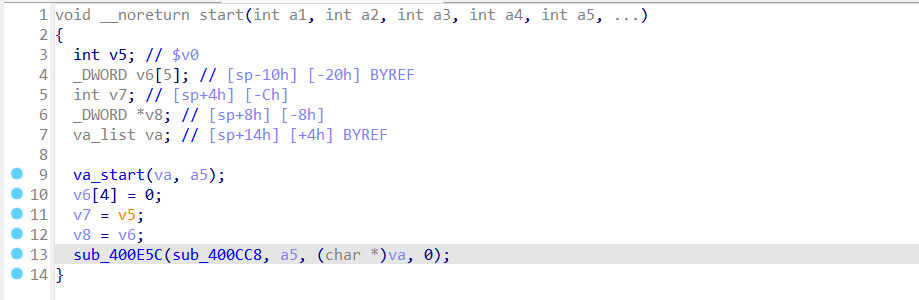 1 void __noreturn start(int a1, int a2, int a3, int a4, int a5, ...)
2 {
3   int v5; // $v0
4   _DWORD v6[5]; // [sp-10h] [-20h] BYREF
5   int v7; // [sp+4h] [-Ch]
6   _DWORD *v8; // [sp+8h] [-8h]
7   va_list va; // [sp+14h] [+4h] BYREF
8
9   va_start(va, a5);
10   v6[4] = 0;
11   v7 = v5;
12   v8 = v6;
13   sub_400E5C(sub_400CC8, a5, (char *)va, 0);
14 }